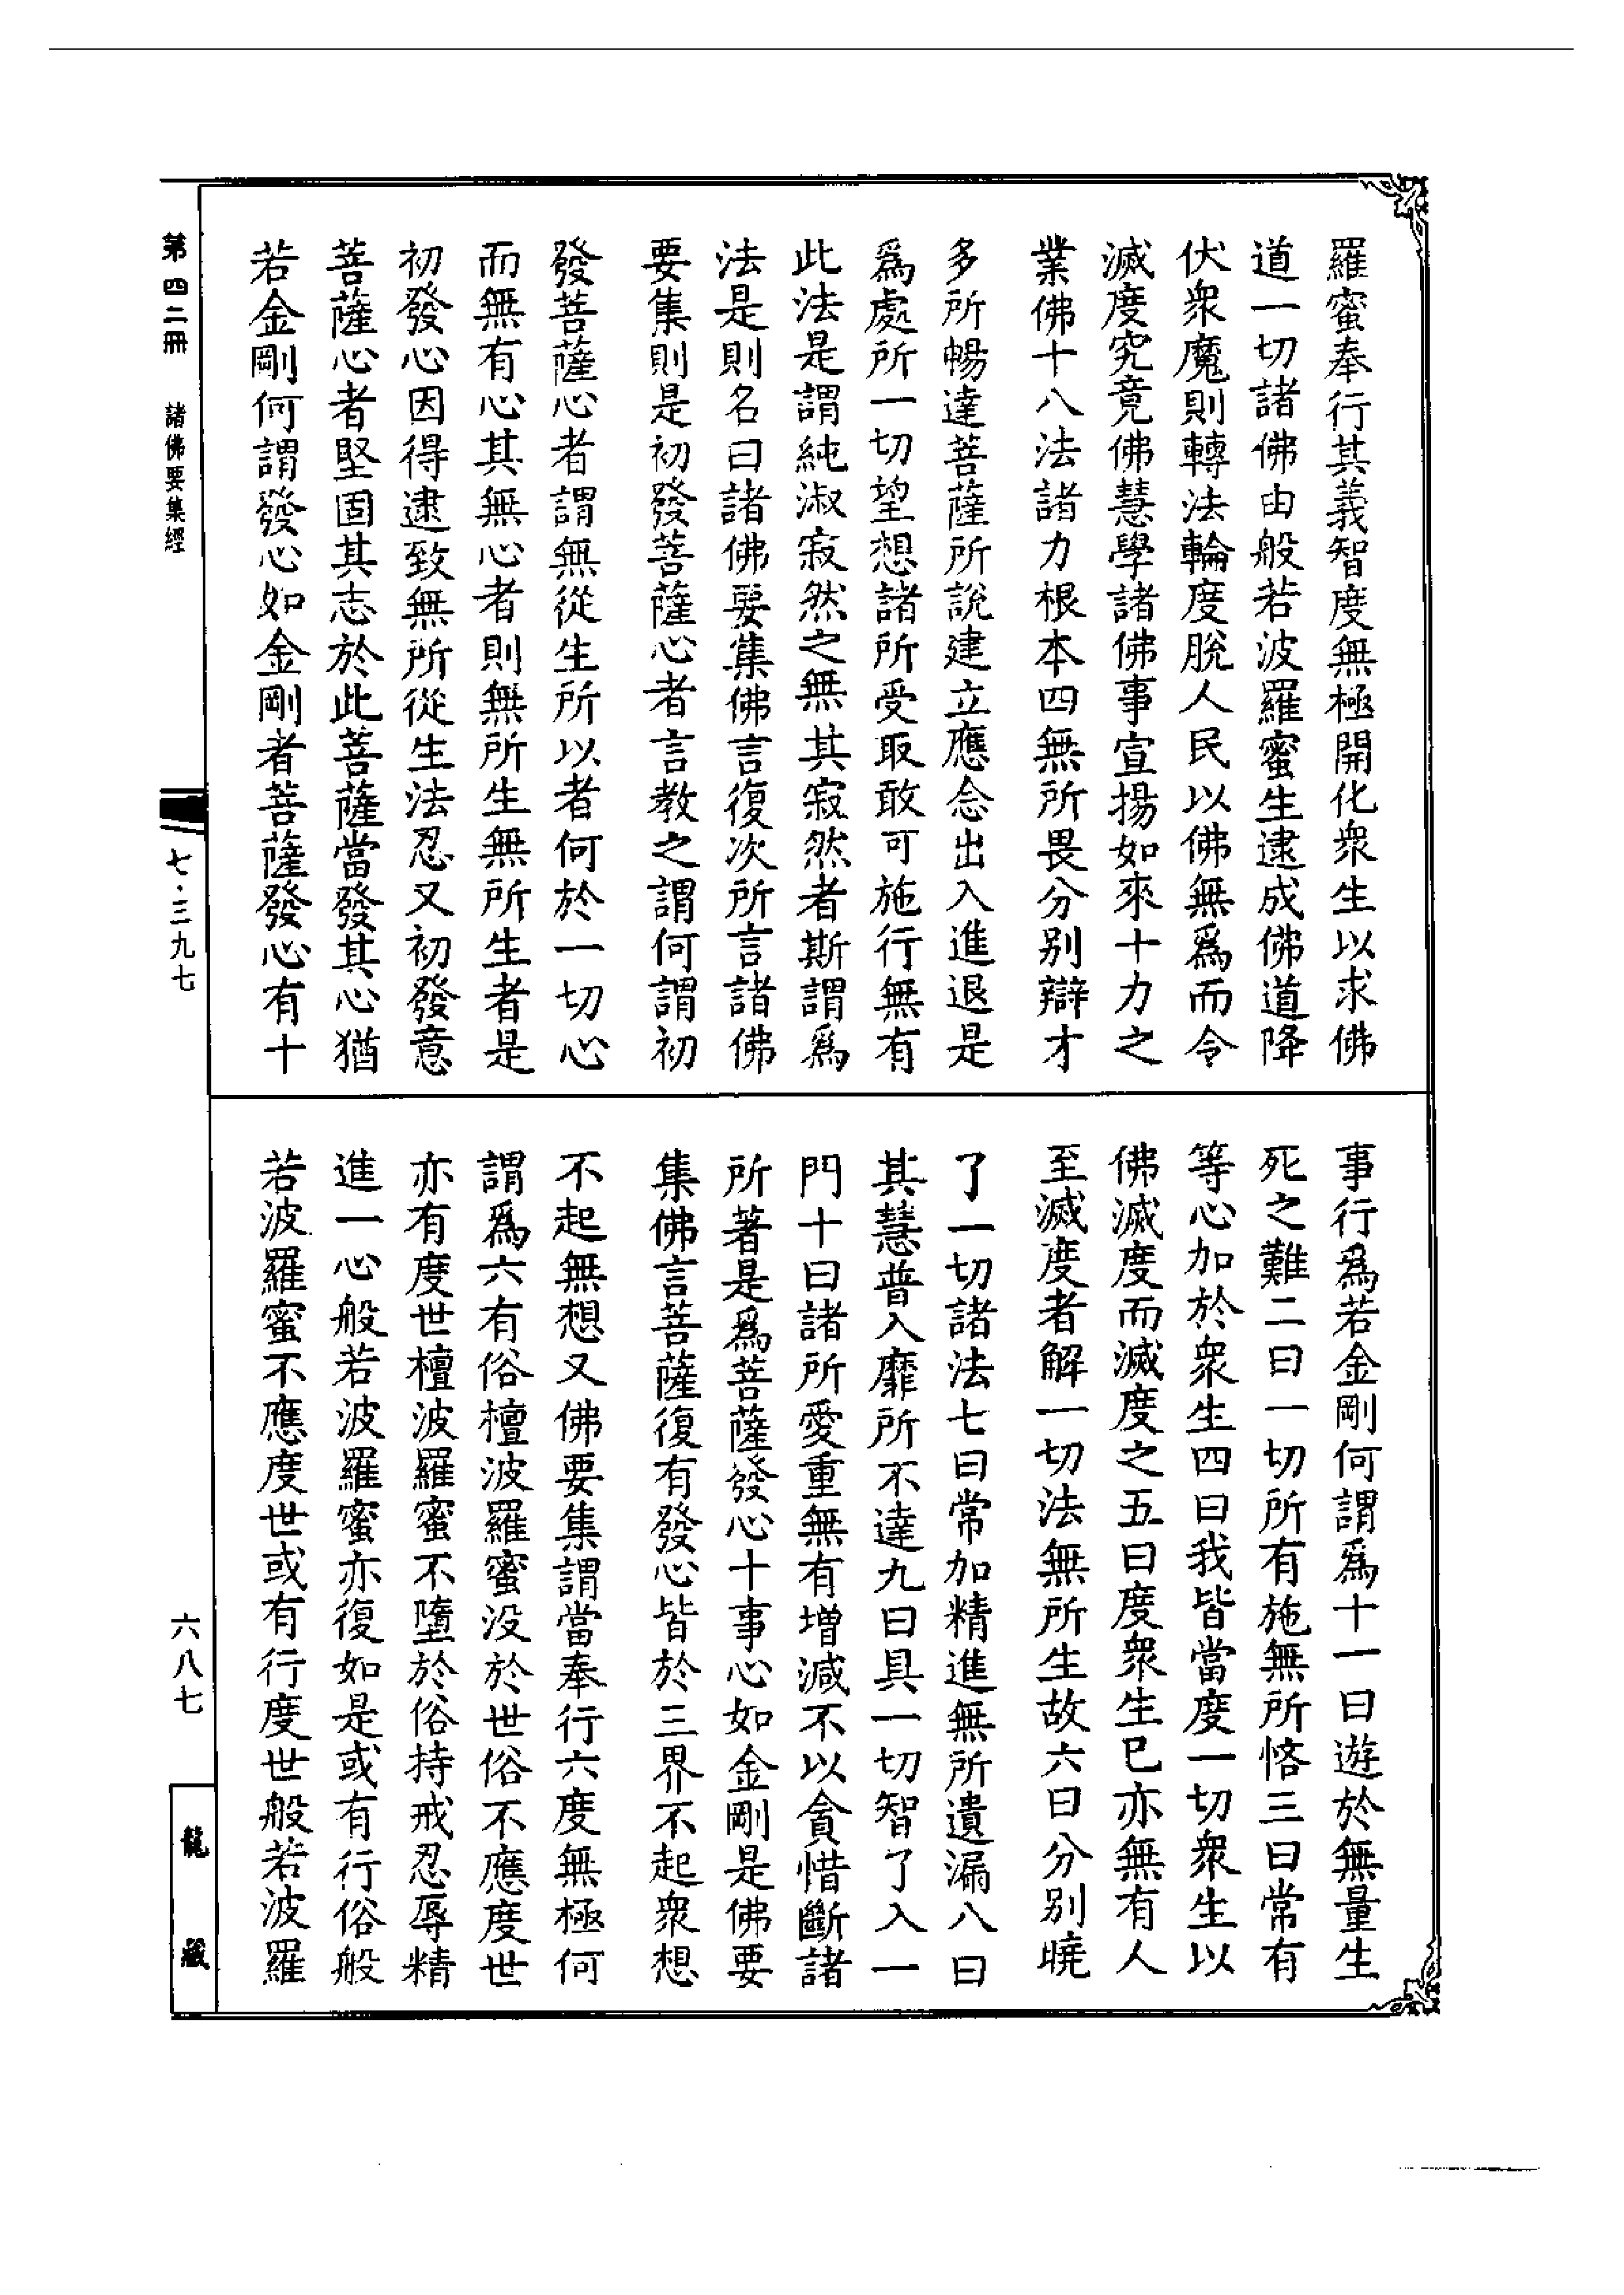 羅蜜奉行其義智度無極開化眾生以求佛
道一切諸佛由般若波羅蜜生逮成佛道降
伏眾魔則轉法輪度脫人民以佛無爲而令
滅度究竟佛慧學諸佛事宣揚如來十力之
業佛十八法諸力根本四無所畏分別辯才
多所暢達菩薩所說建立應念出入進退是
爲處所一切望想諸所受取敢可施行無有
此法是謂純淑寂然之無其寂然者斯謂爲
法是則名曰諸佛要集佛言復次所言諸佛
要集則是初發菩薩心者言教之謂何謂初
發菩薩心者謂無從生所以者何於一切心
而無有心其無心者則無所生無所生者是
初發心因得逮致無所從生法忍又初發意
菩薩心者堅固其志於此菩薩當發其心猶
若金剛何謂發心如金剛者菩薩發心有十
事行爲若金剛何謂爲十一曰遊於無量生
死之難二曰一切所有施無所悋三曰常有
等心加於眾生四曰我皆當度一切眾生以
佛滅度而滅度之五曰度眾生已亦無有人
至滅度者解一切法無所生故六曰分別曉
了一切諸法七曰常加精進無所遺漏八曰
其慧普入靡所不達九曰具一切智了入一
門十曰諸所愛重無有增減不以貪惜斷諸
所著是爲菩薩發心十事心如金剛是佛要
集佛言菩薩復有發心皆於三界不起眾想
不起無想又佛要集謂當奉行六度無極何
謂爲六有俗檀波羅蜜没於世俗不應度世
亦有度世檀波羅蜜不墮於俗持戒忍辱精
進一心般若波羅蜜亦復如是或有行俗般
若波羅蜜不應度世或有行度世般若波羅
第四二冊 諸佛要集經
七·三九七
六八七
龍藏